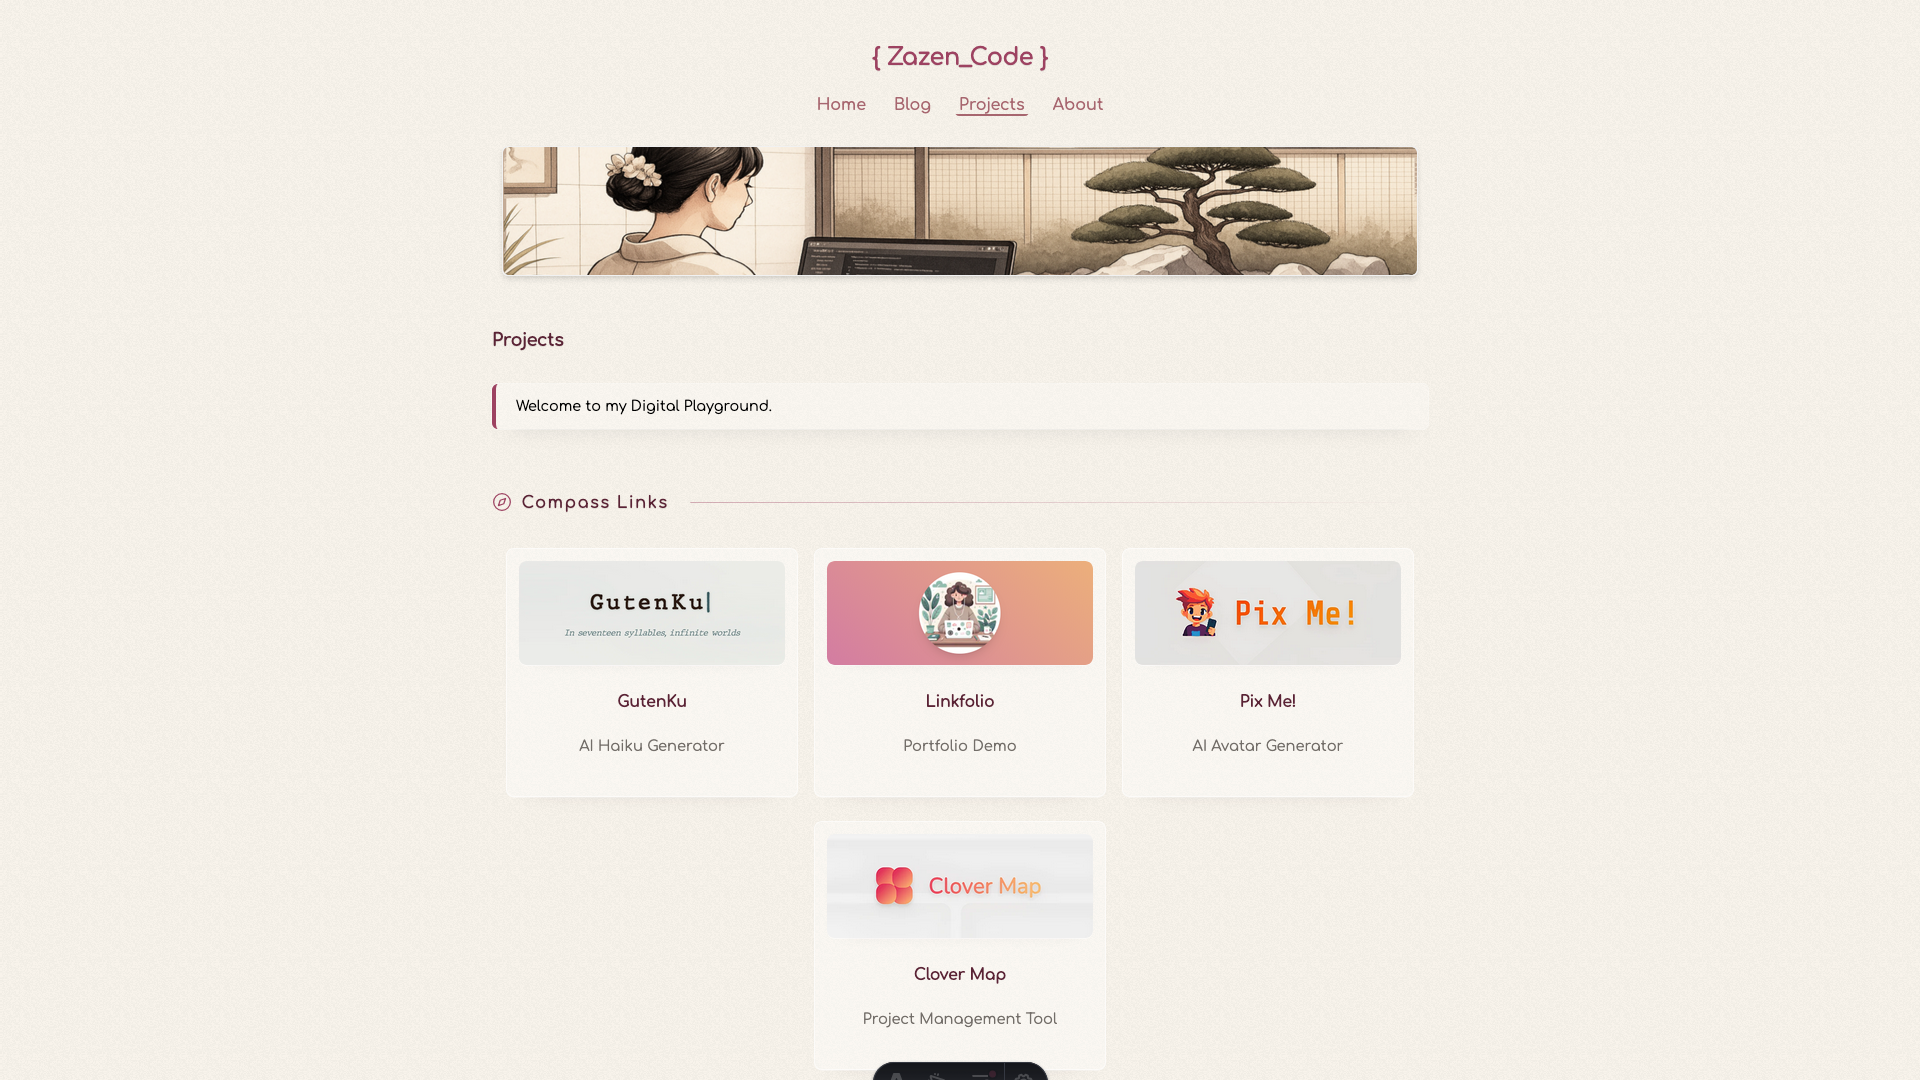 { Zazen_Code }
Home Blog Projects About
Projects
Welcome to my Digital Playground.
Compass Links
GutenKu
In seventeen syllables, infinite worlds
Pix Me!
GutenKu
Linkfolio
Pix Me!
AI Haiku Generator
Portfolio Demo
AI Avatar Generator
Clover Map
Clover Map
Project Management Tool